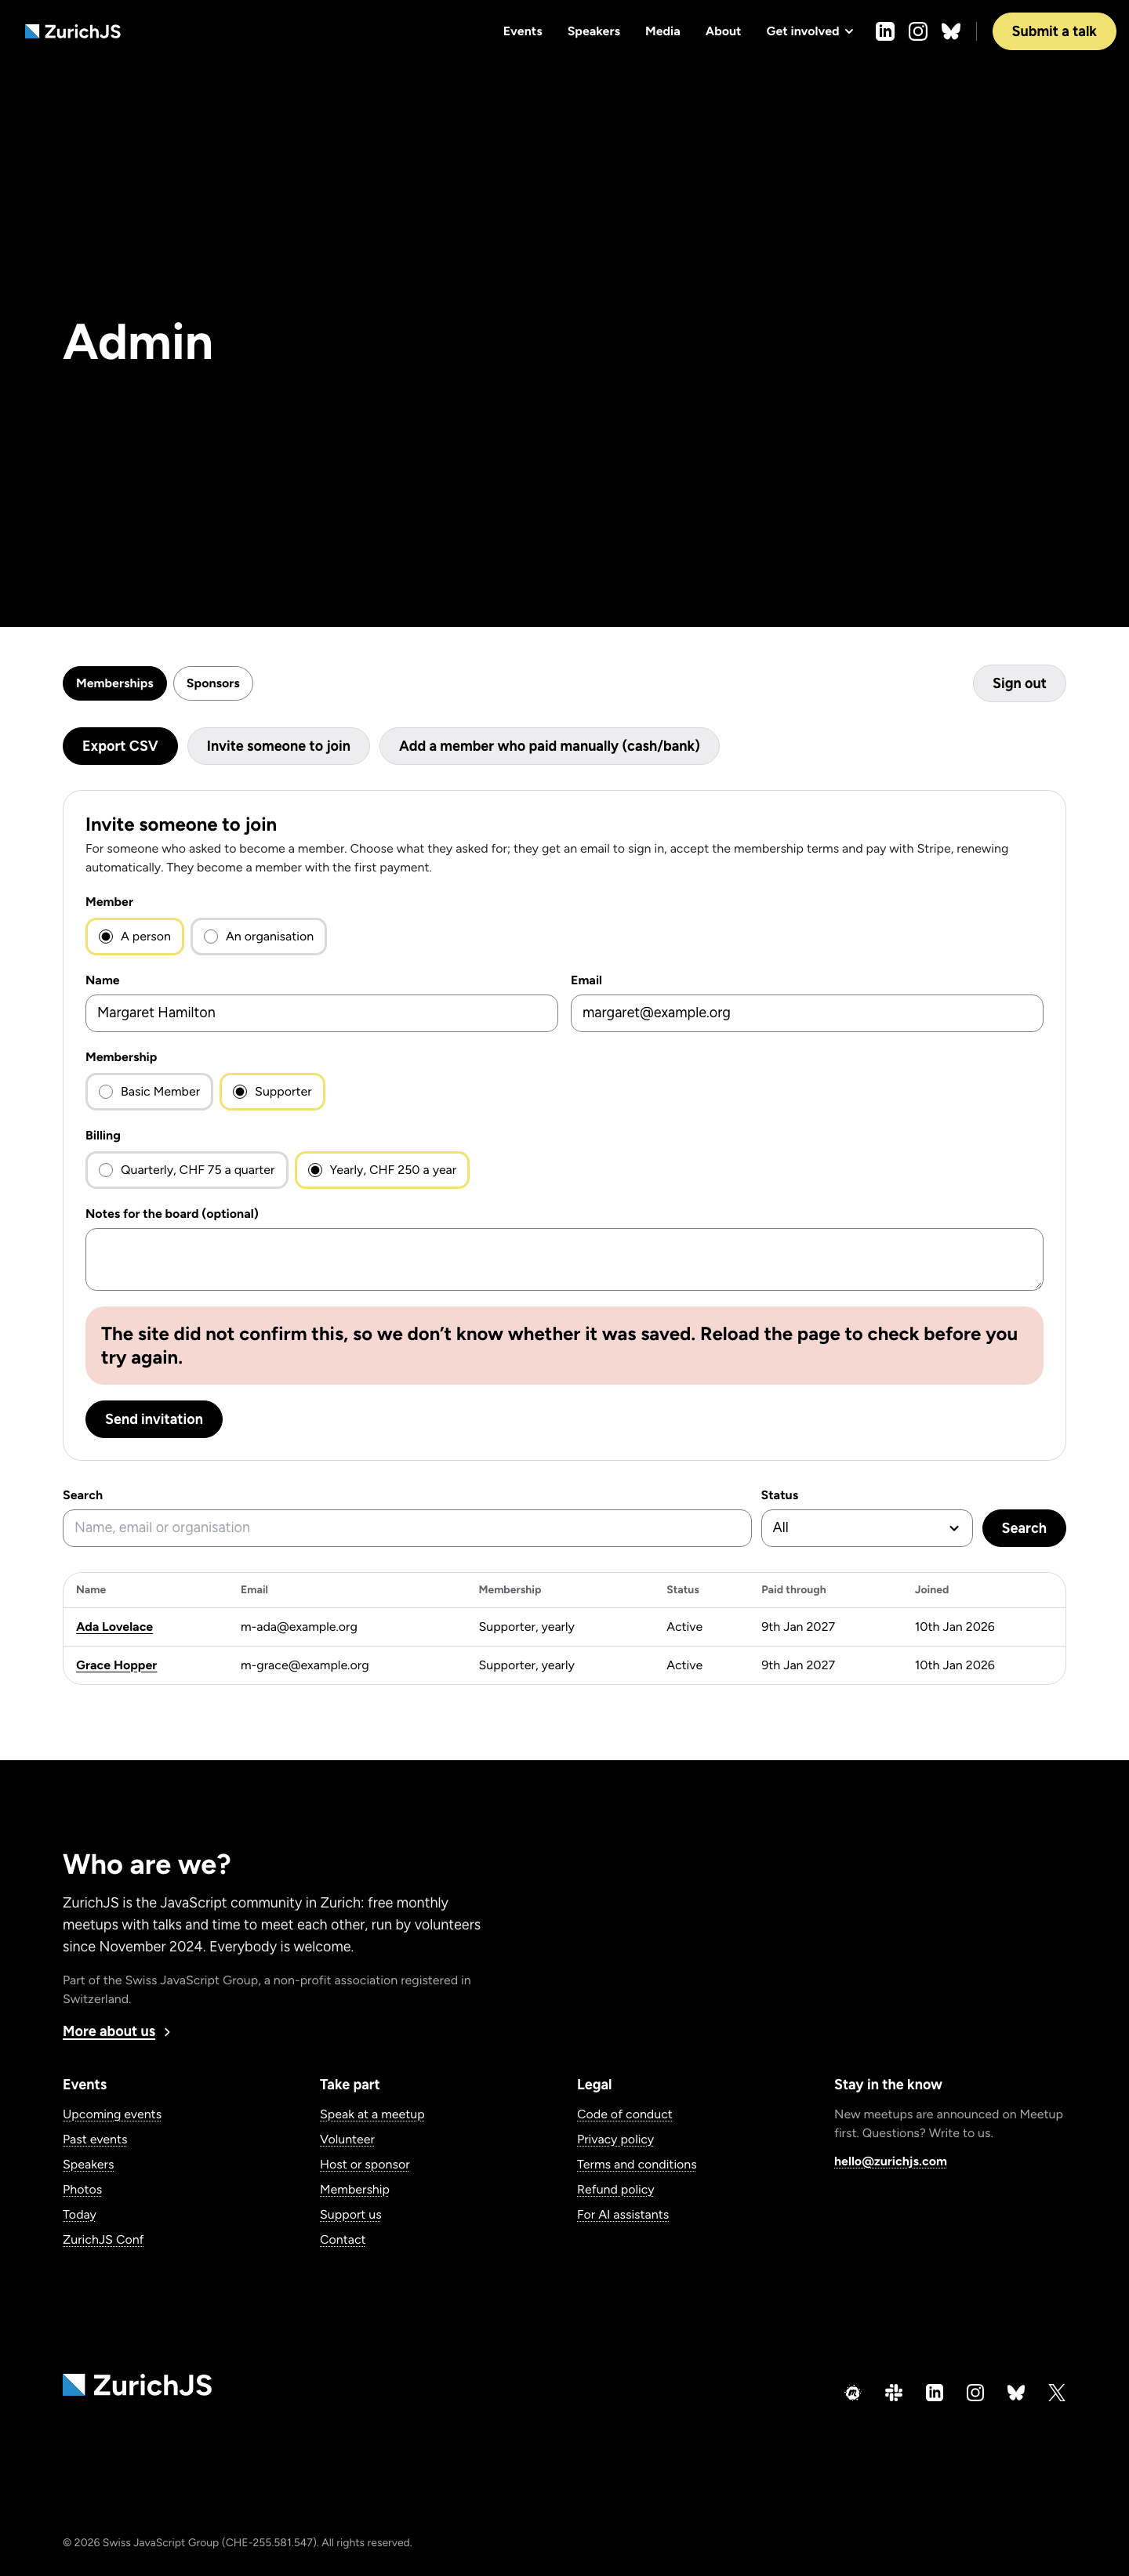 ZurichJS
Events
Speakers
Media
About
Get involved
Submit a talk
Admin
Memberships
Sponsors
Sign out
Export CSV
Invite someone to join
Add a member who paid manually (cash/bank)
Invite someone to join
For someone who asked to become a member. Choose what they asked for; they get an email to sign in, accept the membership terms and pay with Stripe, renewing
automatically. They become a member with the first payment.
Member
A person
An organisation
Name
Email
Margaret Hamilton
margaret@example.org
Membership
Basic Member
Supporter
Billing
Quarterly, CHF 75 a quarter
Yearly, CHF 250 a year
Notes for the board (optional)
The site did not confirm this, so we don’t know whether it was saved. Reload the page to check before you
try again.
Send invitation
Search
Status
Name, email or organisation
All
Search
Name Email Membership Status Paid through Joined
Ada Lovelace m-ada@example.org Supporter, yearly Active 9th Jan 2027 10th Jan 2026
Grace Hopper m-grace@example.org Supporter, yearly Active 9th Jan 2027 10th Jan 2026
Who are we?
ZurichJS is the JavaScript community in Zurich: free monthly
meetups with talks and time to meet each other, run by volunteers
since November 2024. Everybody is welcome.
Part of the Swiss JavaScript Group, a non-profit association registered in
Switzerland.
More about us
Events
Upcoming events
Past events
Speakers
Photos
Today
ZurichJS Conf
Take part
Speak at a meetup
Volunteer
Host or sponsor
Membership
Support us
Contact
Legal
Code of conduct
Privacy policy
Terms and conditions
Refund policy
For AI assistants
Stay in the know
New meetups are announced on Meetup
first. Questions? Write to us.
hello@zurichjs.com
ZurichJS
© 2026 Swiss JavaScript Group (CHE-255.581.547). All rights reserved.